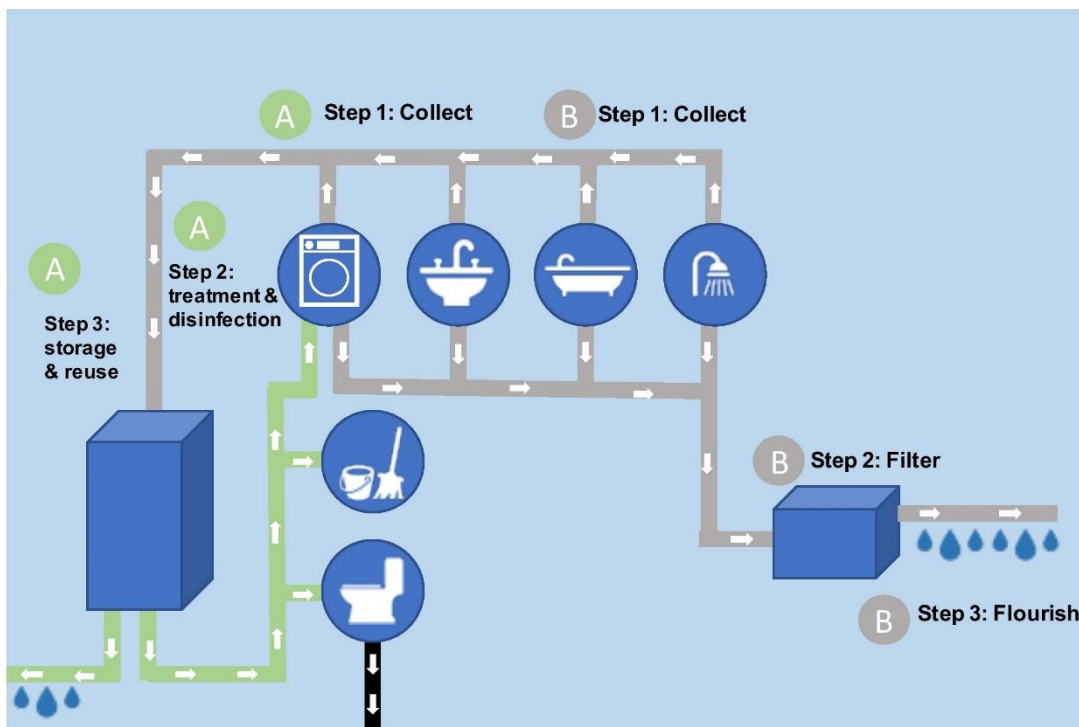 A
Step 1: Collect
B
Step 1: Collect
A
A
Step 2:
treatment &
disinfection
Step 3:
storage
& reuse
B
Step 2: Filter
B
Step 3: Flourish